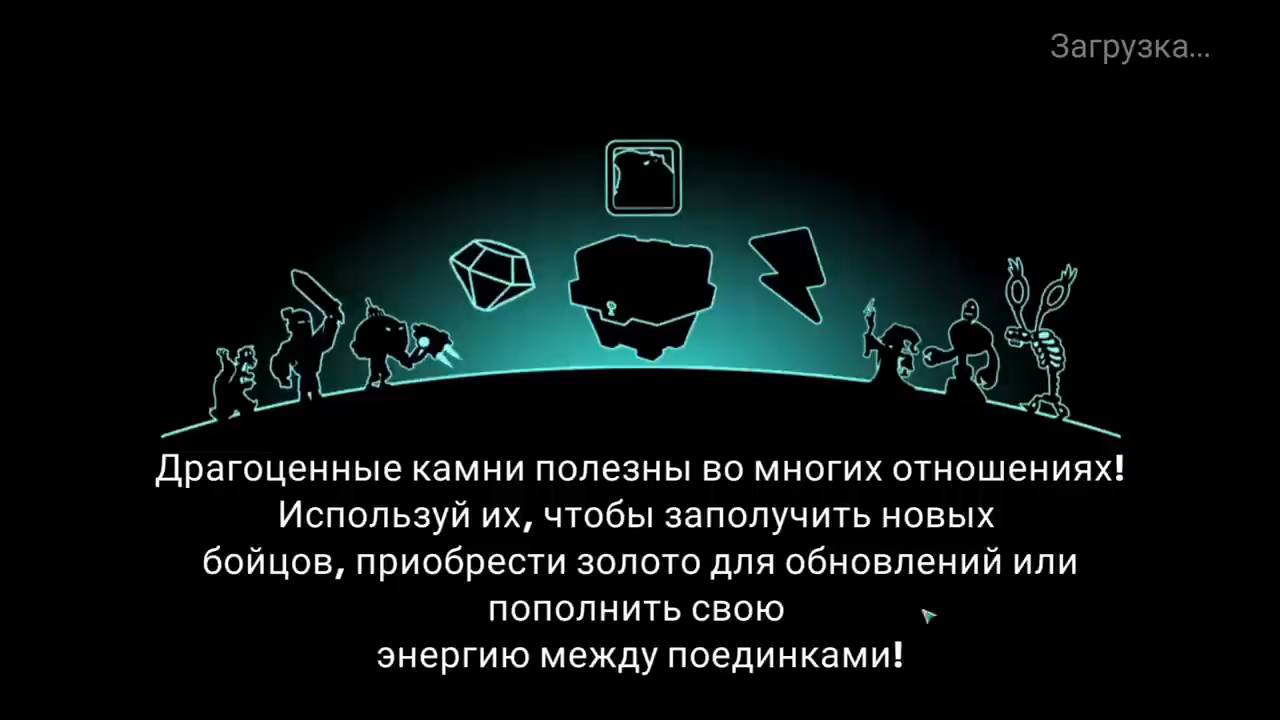 Загрузка...
Драгоценные камни полезны во многих отношениях!
Используй их, чтобы заполучить новых
бойцов, приобрести золото для обновлений или
пополнить свою
энергию между поединками!